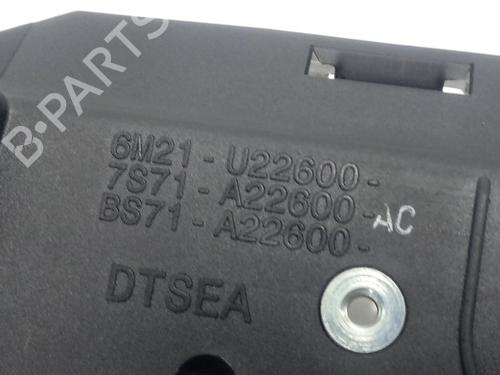 6M21 - U22600 -
7S71 - A22600 - AC
BS71 - A22600 -
DTSEA
B-PARTS